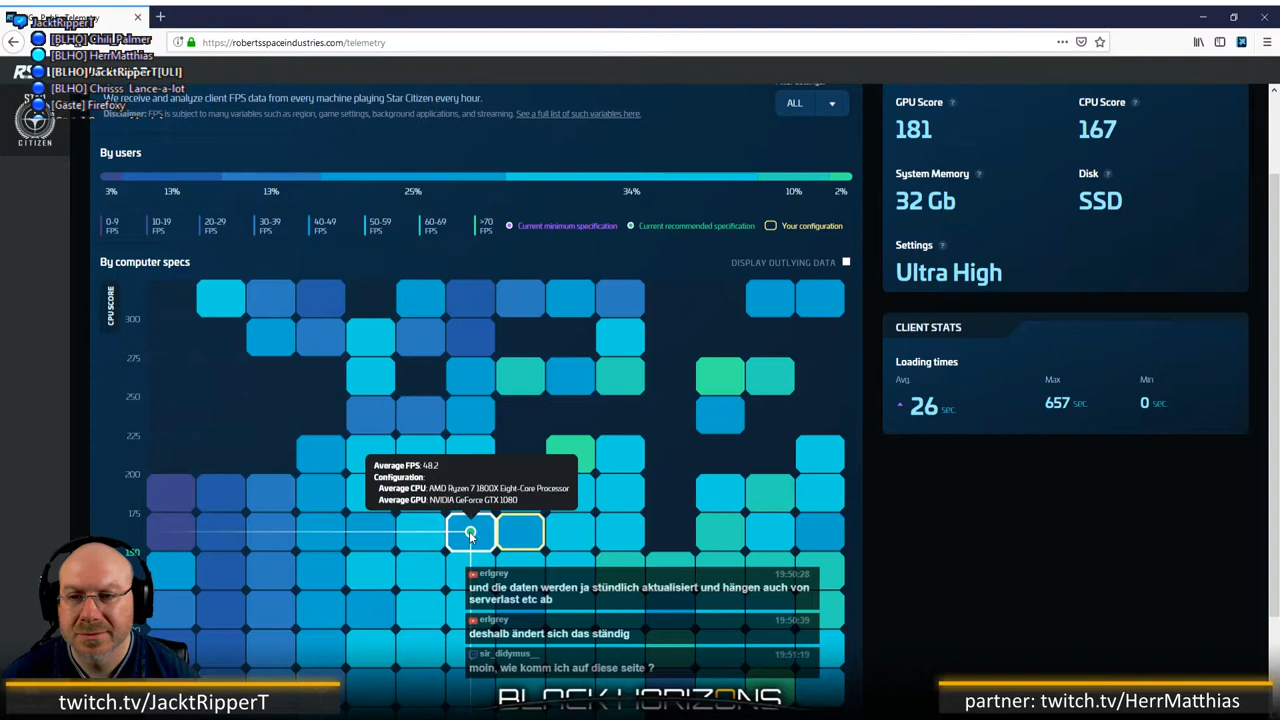 JacktRipperT
[BLHO] Chili_Palmer
[BLHO] HerrMatthias
[BLHO] JacktRipperT[ULI]
[BLHO] Chrisss_Lance-a-lot
[Gäste] Firefoxy
https://robertsspaceindustries.com/telemetry
STAR CITIZEN
We receive and analyze client FPS data from every machine playing Star Citizen every hour.
Disclaimer: FPS is subject to many variables such as region, game settings, background applications, and streaming. See a full list of such variables here.
ALL
By users
3% 13% 13% 25% 34% 10% 2%
0-9 FPS
10-19 FPS
20-29 FPS
30-39 FPS
40-49 FPS
50-59 FPS
60-69 FPS
>70 FPS
Current minimum specification
Current recommended specification
Your configuration
By computer specs
DISPLAY OUTLYING DATA
CPU SCORE
300
275
250
225
200
175
150
Average FPS: 48.2
Configuration:
Average CPU: AMD Ryzen 7 1800X Eight-Core Processor
Average GPU: NVIDIA GeForce GTX 1080
GPU Score ?
181
CPU Score ?
167
System Memory ?
32 Gb
Disk ?
SSD
Settings ?
Ultra High
CLIENT STATS
Loading times
Avg.
26 sec.
Max
657 sec.
Min
0 sec.
erlgrey 19:50:28
und die daten werden ja stündlich aktualisiert und hängen auch von
serverlast etc ab
erlgrey 19:50:39
deshalb ändert sich das ständig
sir_didymus__ 19:51:19
moin, wie komm ich auf diese seite ?
BLACK HORIZONS
twitch.tv/JacktRipperT
partner: twitch.tv/HerrMatthias